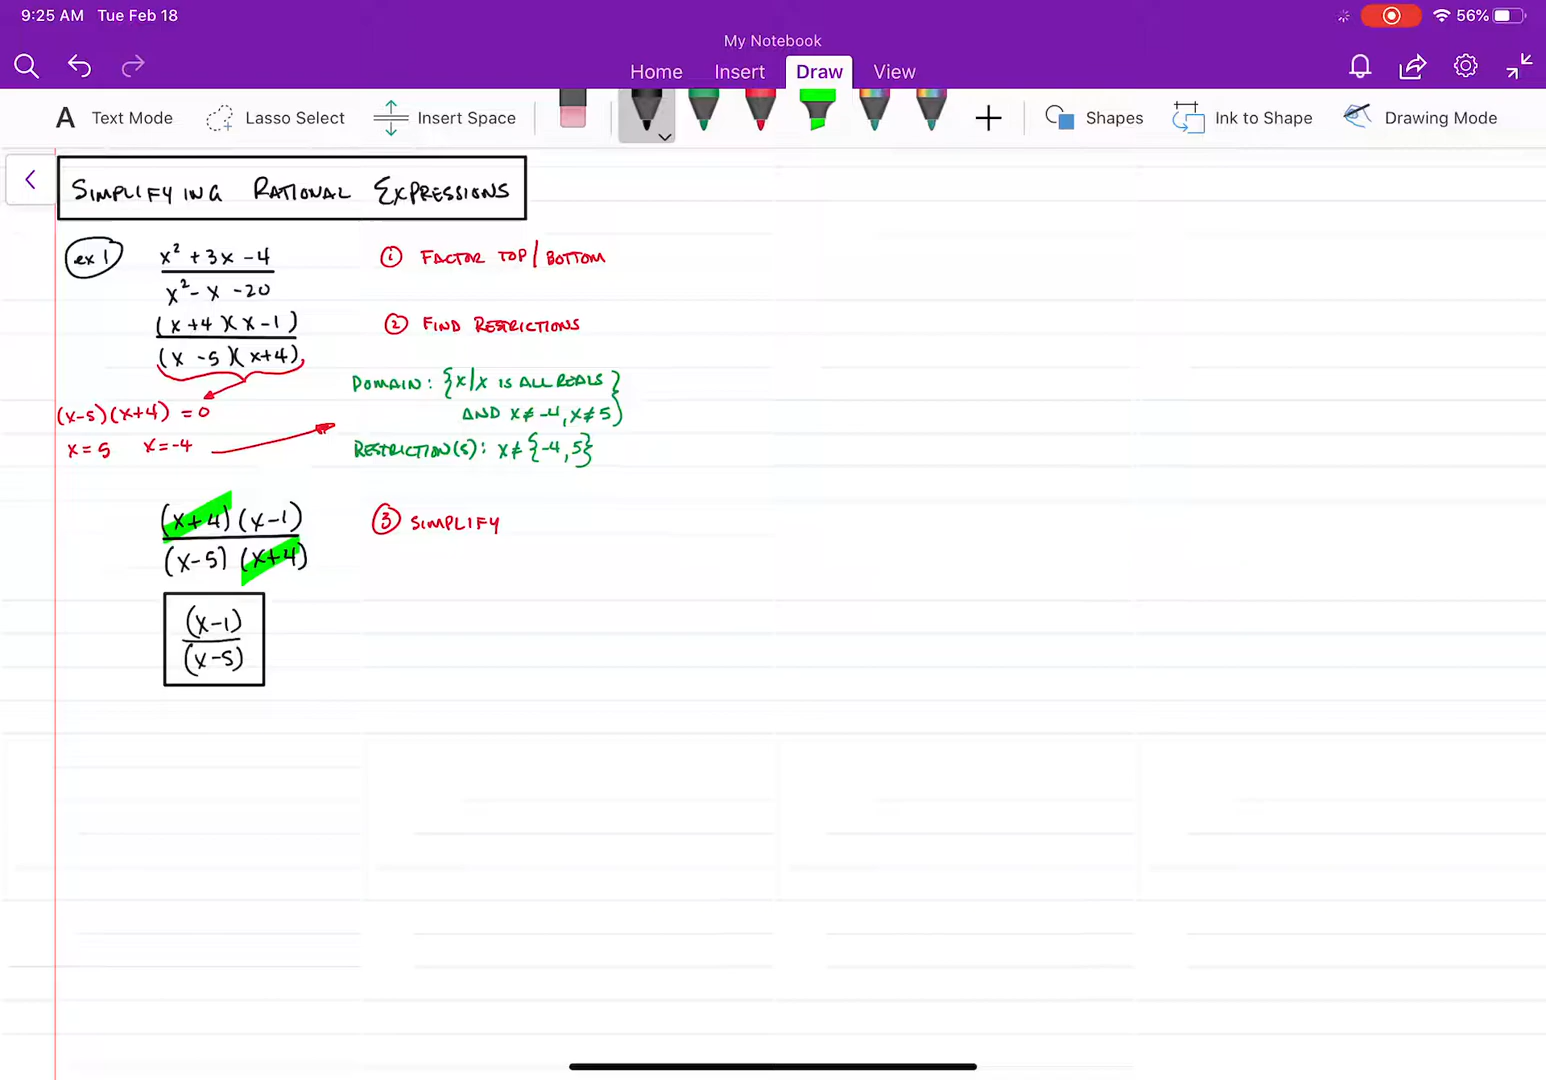 9:25 AM Tue Feb 18
56%
My Notebook
Home Insert Draw View
A Text Mode Lasso Select Insert Space Shapes Ink to Shape Drawing Mode
SIMPLIFYING RATIONAL EXPRESSIONS
ex 1
x² + 3x - 4
① FACTOR TOP/BOTTOM
x² - x - 20
(x+4)(x-1)
② FIND RESTRICTIONS
(x-5)(x+4)
DOMAIN: {x|x IS ALL REALS
AND x≠-4, x≠5}
(x-5)(x+4) = 0
x=5 x=-4
RESTRICTION(S): x≠{-4,5}
(x+4)(x-1)
③ SIMPLIFY
(x-5)(x+4)
(x-1)
(x-5)